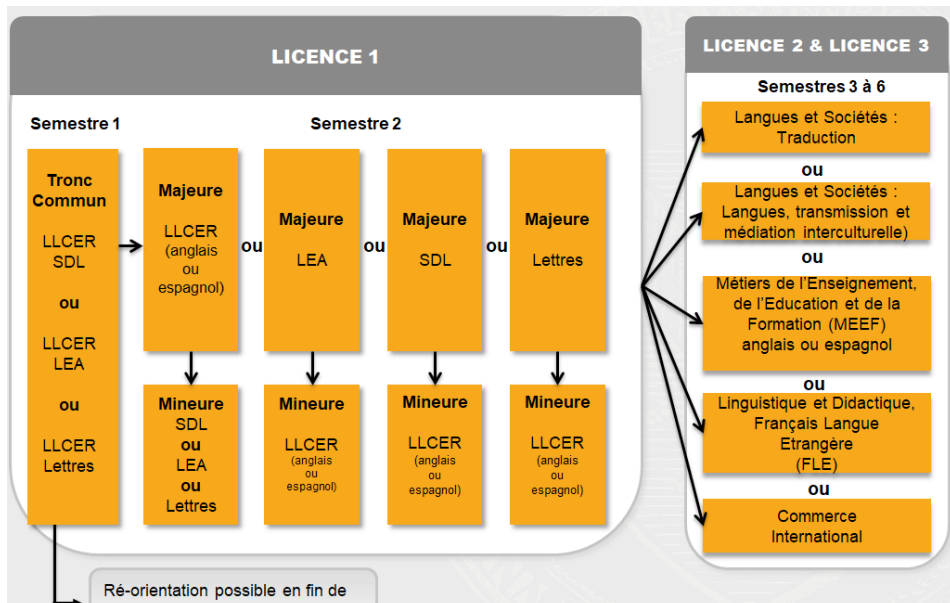 LICENCE 1
Semestre 1
Semestre 2
Tronc
Commun
LLCER
SDL
ou
LLCER
LEA
ou
LLCER
Lettres
Majeure
LLCER
(anglais
ou
espagnol)
ou
Majeure
LEA
ou
Majeure
SDL
ou
Majeure
Lettres
Mineure
SDL
ou
LEA
ou
Lettres
Mineure
LLCER
(anglais
ou
espagnol)
Mineure
LLCER
(anglais
ou
espagnol)
Mineure
LLCER
(anglais
ou
espagnol)
Ré-orientation possible en fin de
LICENCE 2 & LICENCE 3
Semestres 3 à 6
Langues et Sociétés :
Traduction
ou
Langues et Sociétés :
Langues, transmission et
médiation interculturelle)
ou
Métiers de l'Enseignement,
de l'Education et de la
Formation (MEEF)
anglais ou espagnol
ou
Linguistique et Didactique,
Français Langue
Etrangère
(FLE)
ou
Commerce
International